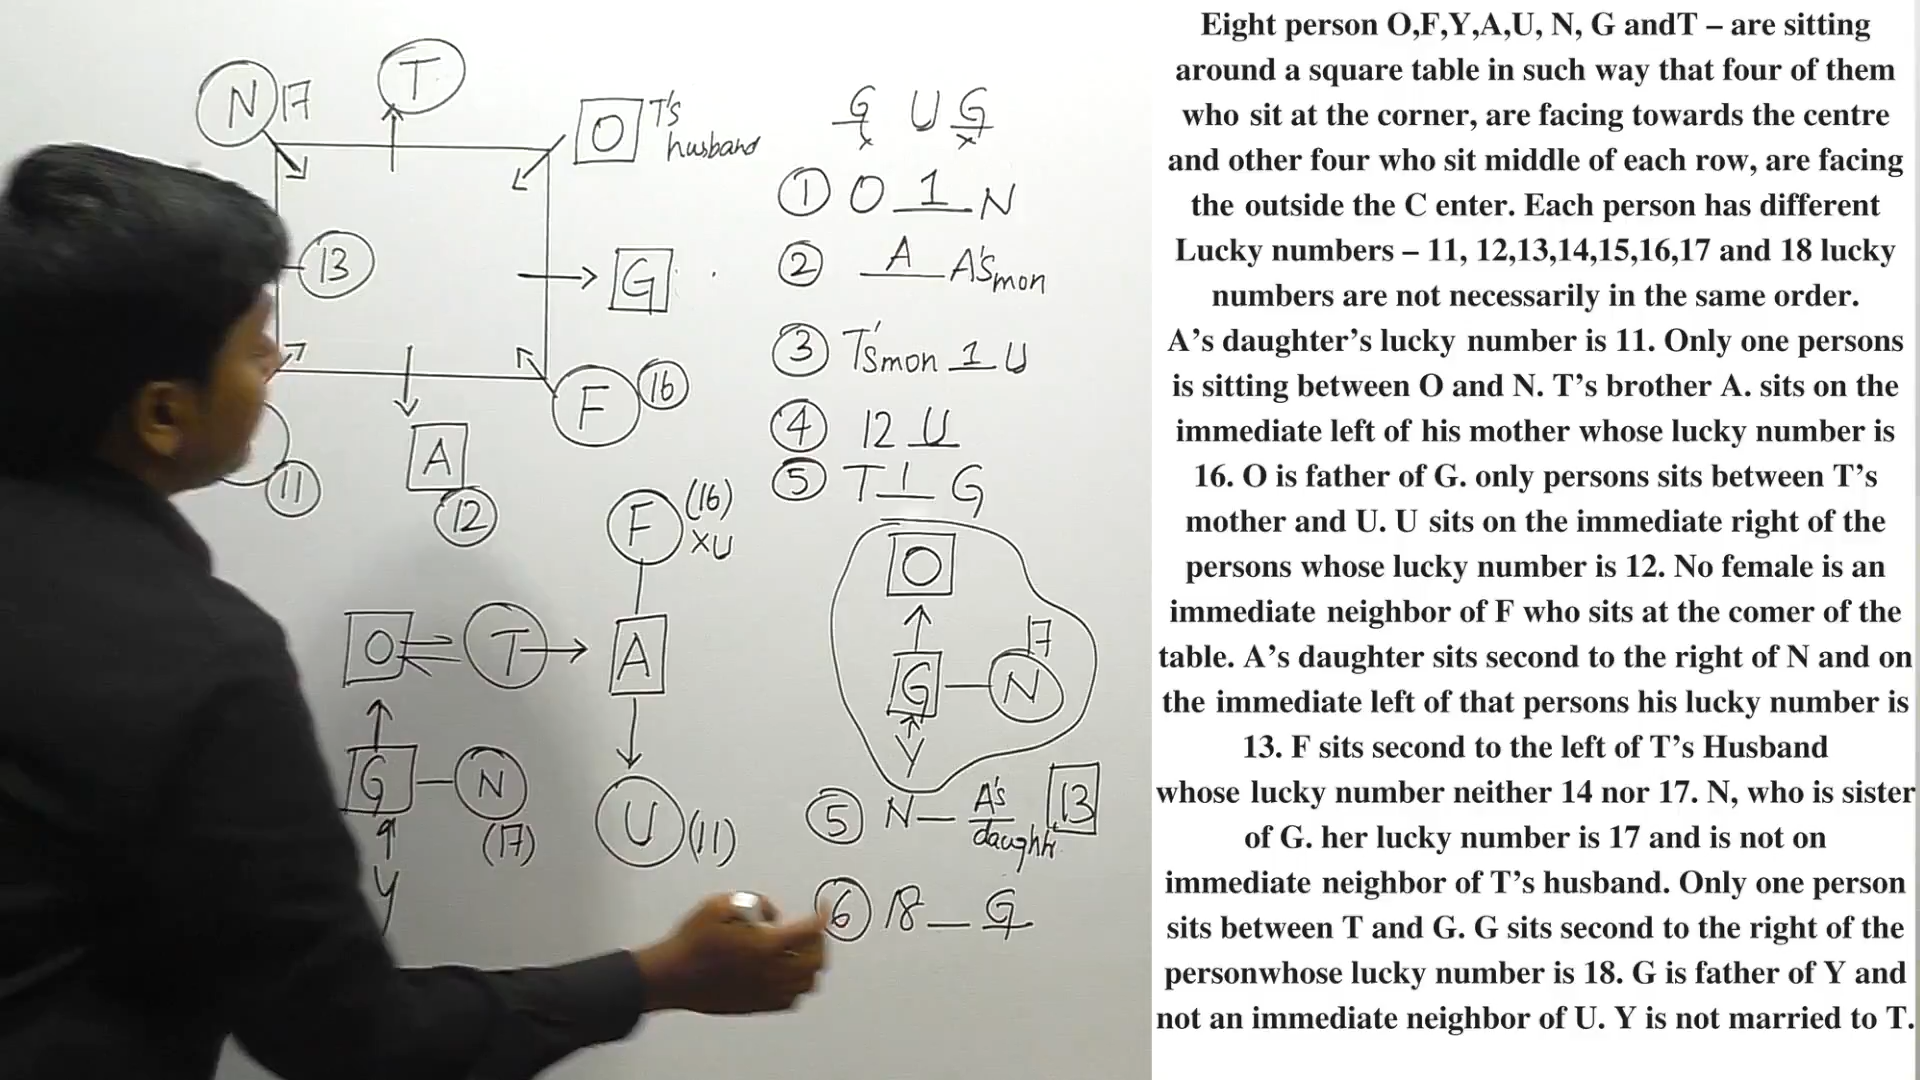 N 17
T
O T's
husband
13
G
F 16
A
11
12
G U G
x x
1 O 1 N
2 A A's mon
3 T's mon 1 U
4 12 U
5 T 1 G
F (16)
xU
O T A
G N U (11)
(17)
Y
O
17
G N
Y
5 N A's 13
daught
6 18 G
Eight person O,F,Y,A,U, N, G andT – are sitting
around a square table in such way that four of them
who sit at the corner, are facing towards the centre
and other four who sit middle of each row, are facing
the outside the C enter. Each person has different
Lucky numbers – 11, 12,13,14,15,16,17 and 18 lucky
numbers are not necessarily in the same order.
A’s daughter’s lucky number is 11. Only one persons
is sitting between O and N. T’s brother A. sits on the
immediate left of his mother whose lucky number is
16. O is father of G. only persons sits between T’s
mother and U. U sits on the immediate right of the
persons whose lucky number is 12. No female is an
immediate neighbor of F who sits at the comer of the
table. A’s daughter sits second to the right of N and on
the immediate left of that persons his lucky number is
13. F sits second to the left of T’s Husband
whose lucky number neither 14 nor 17. N, who is sister
of G. her lucky number is 17 and is not on
immediate neighbor of T’s husband. Only one person
sits between T and G. G sits second to the right of the
personwhose lucky number is 18. G is father of Y and
not an immediate neighbor of U. Y is not married to T.